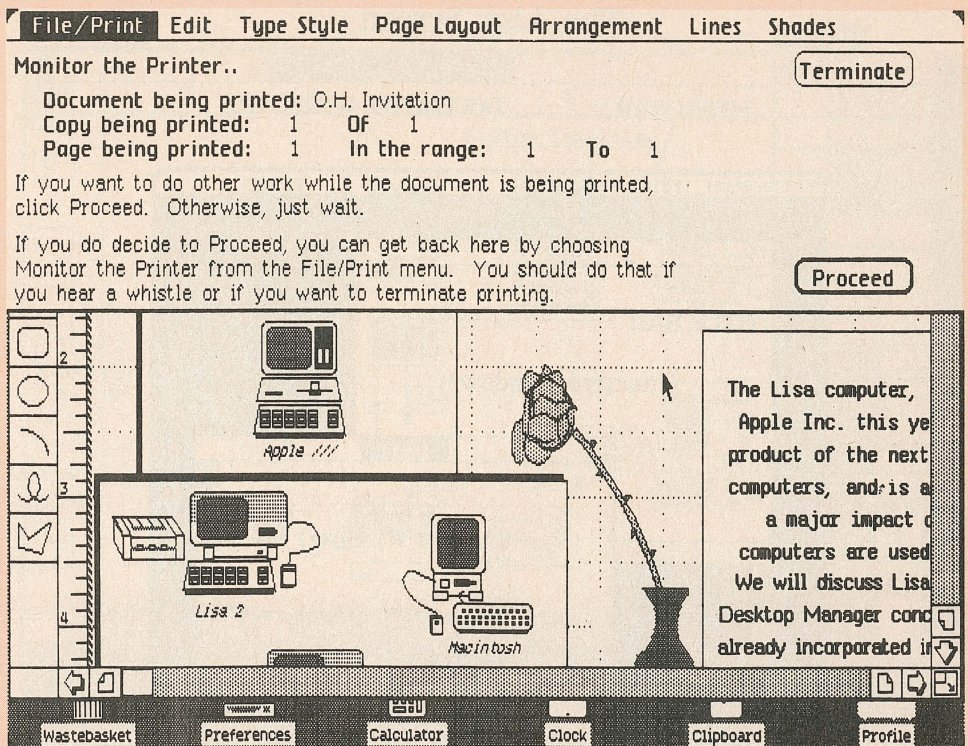 File/Print Edit Type Style Page Layout Arrangement Lines Shades
Monitor the Printer..
Terminate
Document being printed: O.H. Invitation
Copy being printed: 1 Of 1
Page being printed: 1 In the range: 1 To 1
If you want to do other work while the document is being printed,
click Proceed. Otherwise, just wait.
If you do decide to Proceed, you can get back here by choosing
Monitor the Printer from the File/Print menu. You should do that if
you hear a whistle or if you want to terminate printing.
Proceed
2
3
4
Apple ///
Lisa 2
Macintosh
The Lisa computer,
Apple Inc. this ye
product of the next
computers, and is a
a major impact
computers are used
We will discuss Lisa
Desktop Manager conc
already incorporated in
Wastebasket Preferences Calculator Clock Clipboard Profile